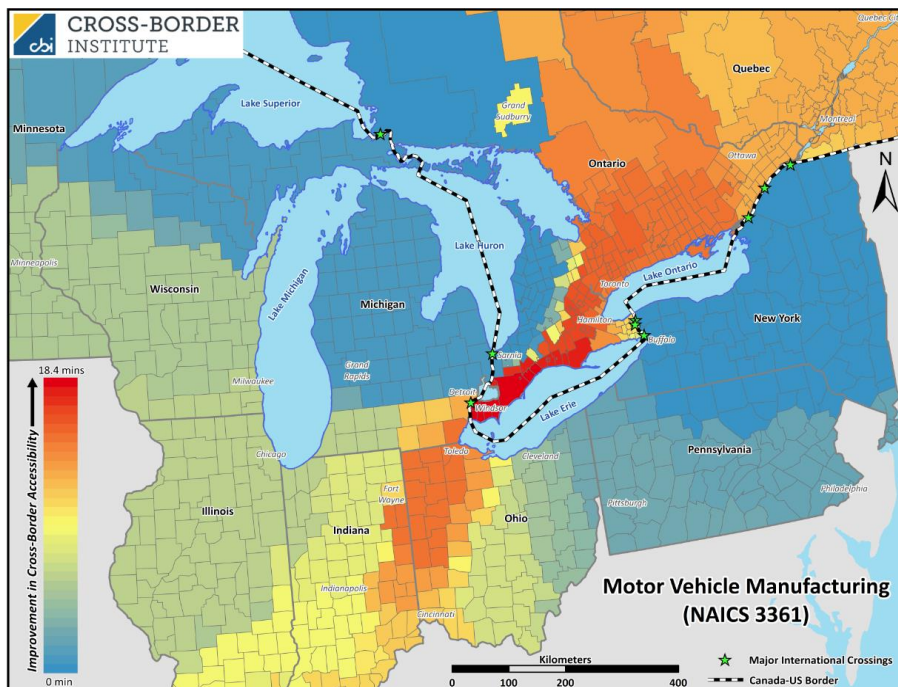 cbi
CROSS-BORDER
INSTITUTE
Quebec City
Quebec
Lake Superior
Grand
Sudburry
Minnesota
Montreal
Ottawa
Ontario
N
Lake Huron
Minneapolis
Wisconsin
Lake Michigan
Michigan
Lake Ontario
Toronto
Hamilton
New York
Buffalo
Sarnia
Grand
Rapids
18.4 mins
Milwaukee
Detroit
Windsor
Lake Erie
Chicago
Toledo
Cleveland
Pennsylvania
Fort
Wayne
Pittsburgh
Philadelphia
Illinois
Indiana
Ohio
Indianapolis
Cincinnati
Improvement in Cross-Border Accessibility
0 min
Motor Vehicle Manufacturing
(NAICS 3361)
Kilometers
0 100 200 400
Major International Crossings
Canada-US Border